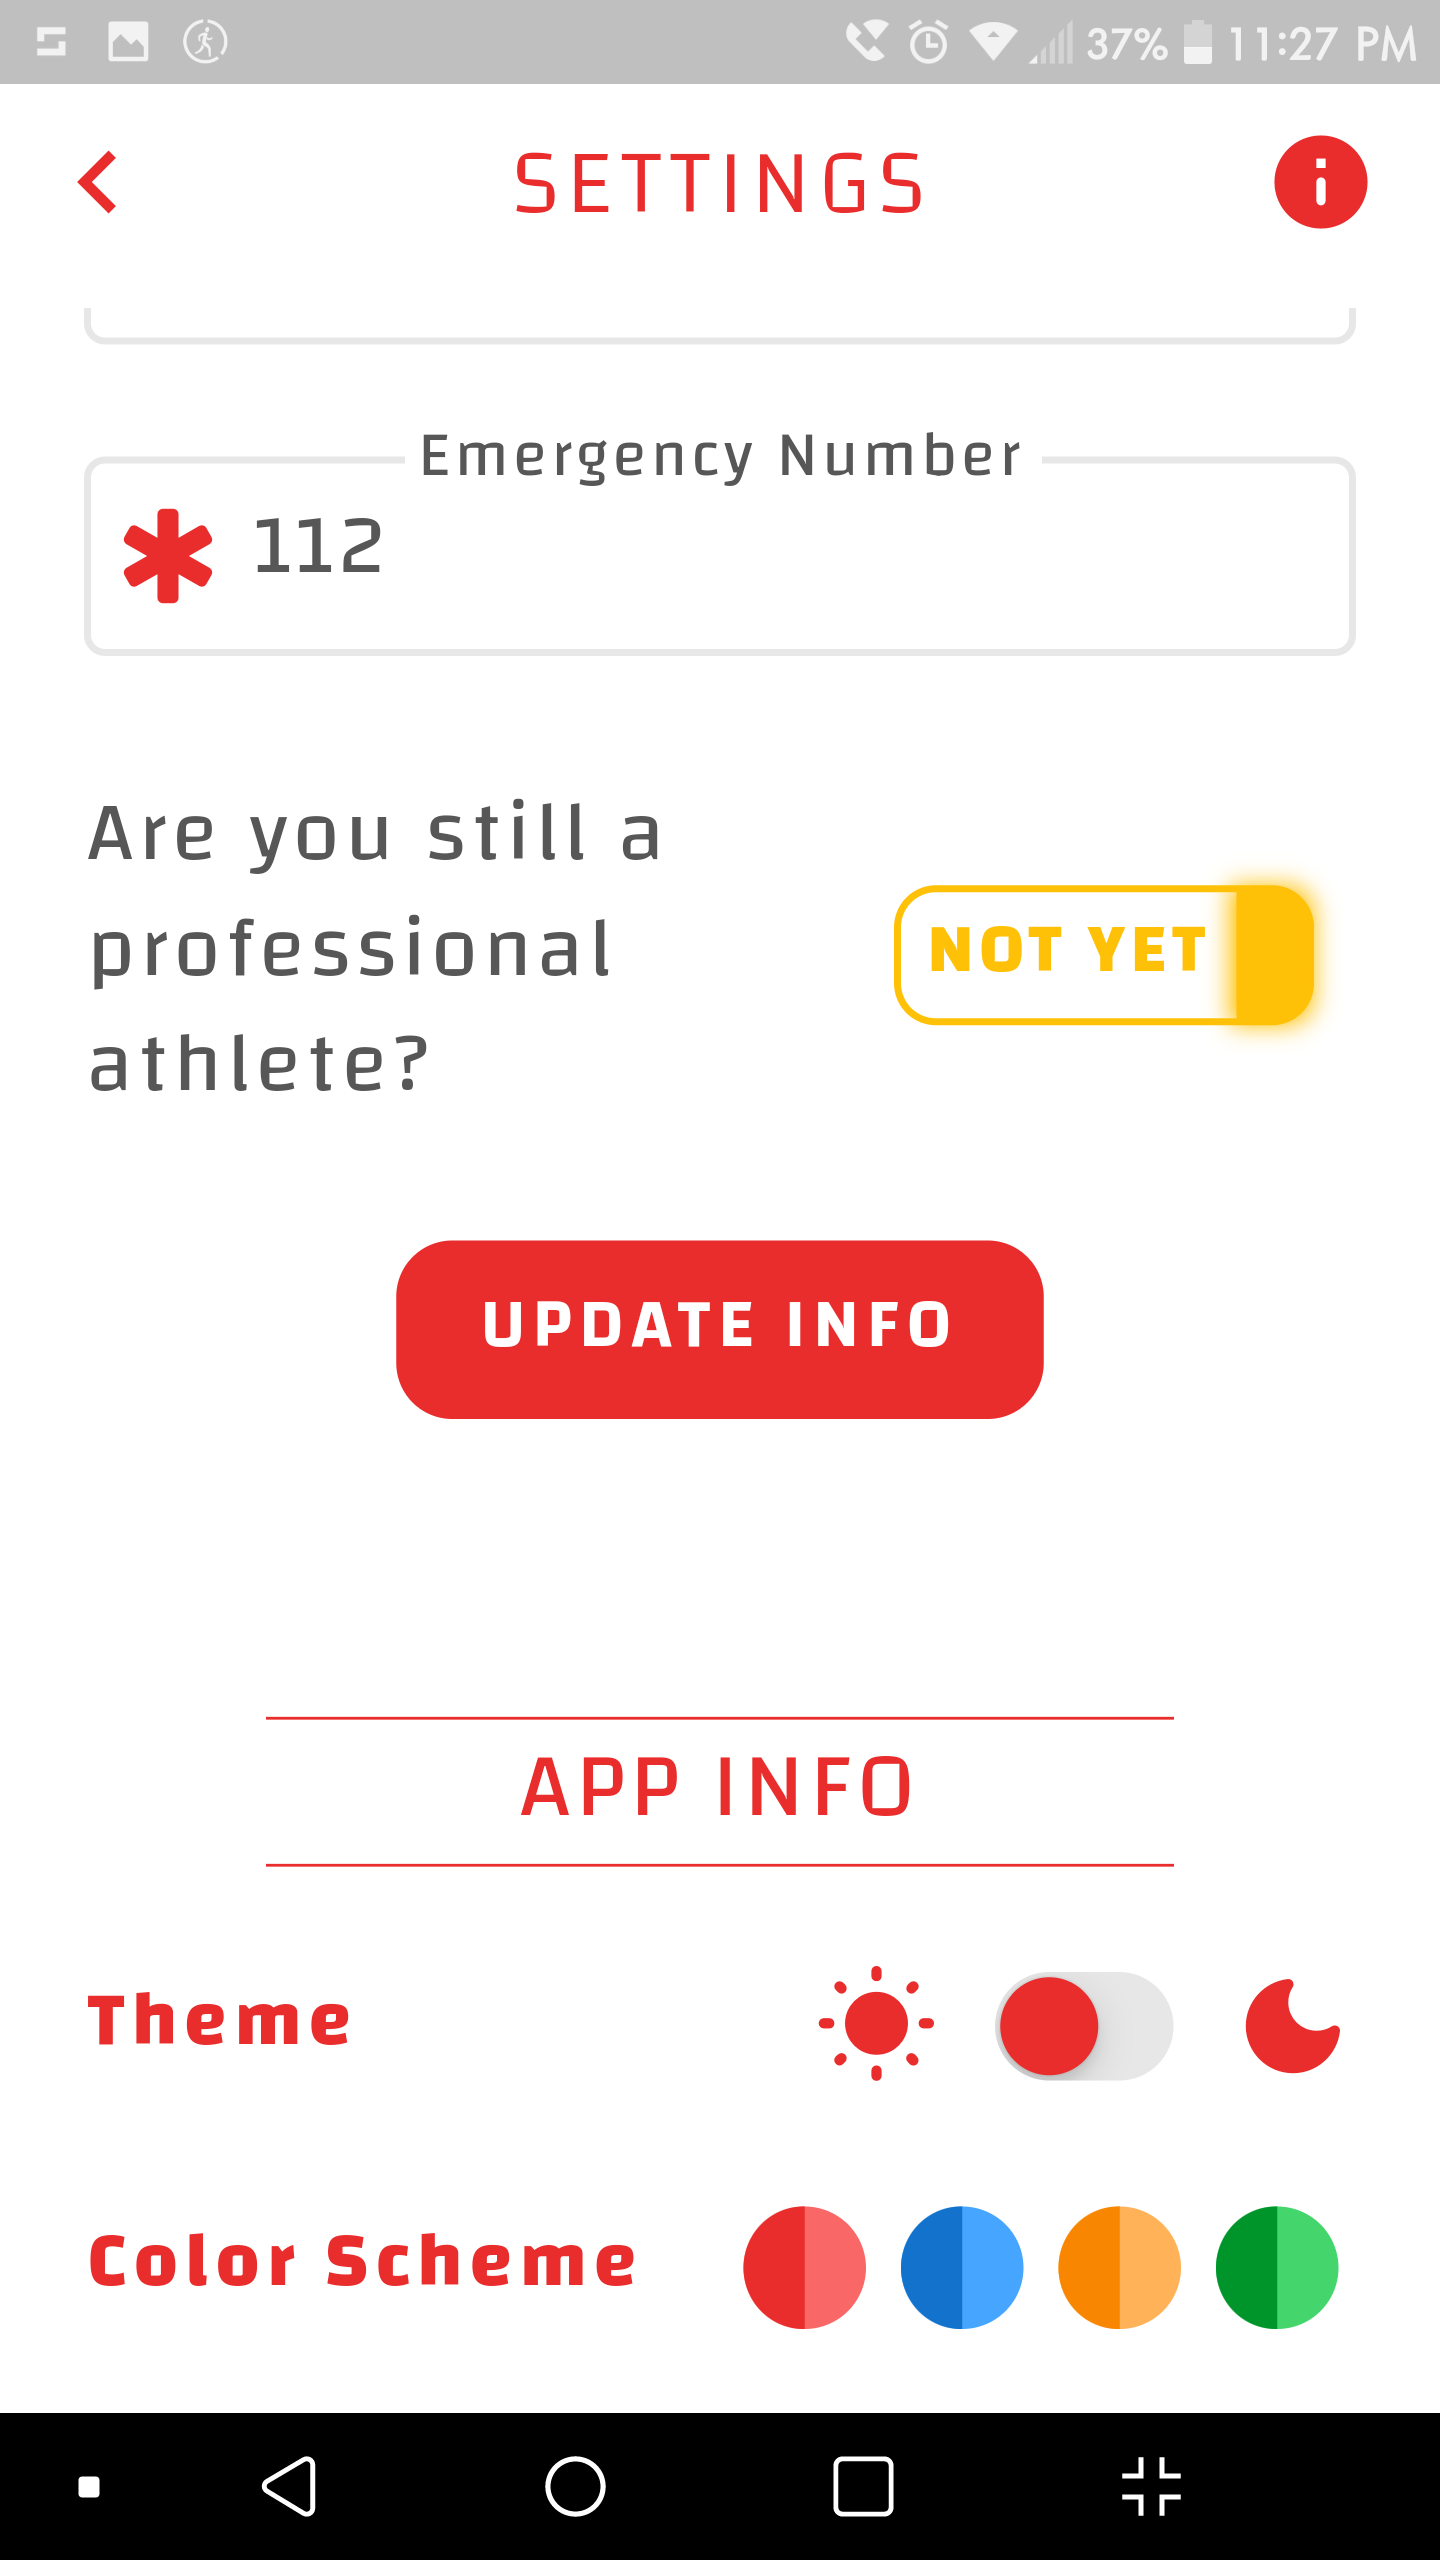 37% 11:27 PM
SETTINGS
Emergency Number
112
Are you still a
professional
athlete?
NOT YET
UPDATE INFO
APP INFO
Theme
Color Scheme